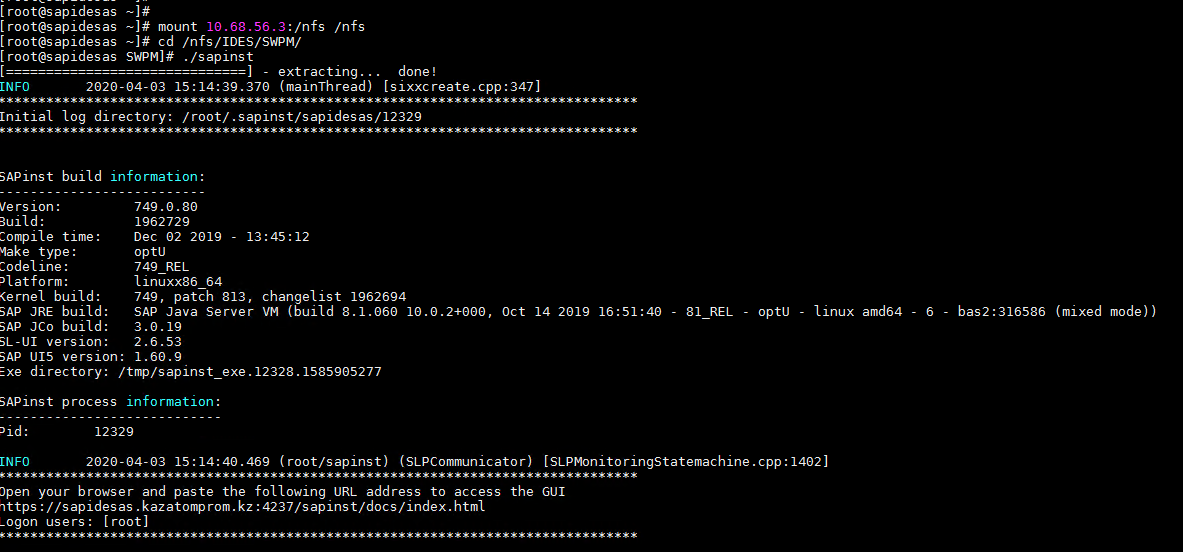 [root@sapidesas ~]#
[root@sapidesas ~]#
[root@sapidesas ~]# mount 10.68.56.3:/nfs /nfs
[root@sapidesas ~]# cd /nfs/IDES/SWPM/
[root@sapidesas SWPM]# ./sapinst
[==============================] - extracting...  done!
INFO       2020-04-03 15:14:39.370 (mainThread) [sixxcreate.cpp:347]
********************************************************************************
Initial log directory: /root/.sapinst/sapidesas/12329
********************************************************************************
SAPinst build information:
--------------------------
Version:         749.0.80
Build:           1962729
Compile time:    Dec 02 2019 - 13:45:12
Make type:       optU
Codeline:        749_REL
Platform:        linuxx86_64
Kernel build:    749, patch 813, changelist 1962694
SAP JRE build:   SAP Java Server VM (build 8.1.060 10.0.2+000, Oct 14 2019 16:51:40 - 81_REL - optU - linux amd64 - 6 - bas2:316586 (mixed mode))
SAP JCo build:   3.0.19
SL-UI version:   2.6.53
SAP UI5 version: 1.60.9
Exe directory: /tmp/sapinst_exe.12328.1585905277
SAPinst process information:
----------------------------
Pid:        12329
INFO       2020-04-03 15:14:40.469 (root/sapinst) (SLPCommunicator) [SLPMonitoringStatemachine.cpp:1402]
********************************************************************************
Open your browser and paste the following URL address to access the GUI
https://sapidesas.kazatomprom.kz:4237/sapinst/docs/index.html
Logon users: [root]
********************************************************************************